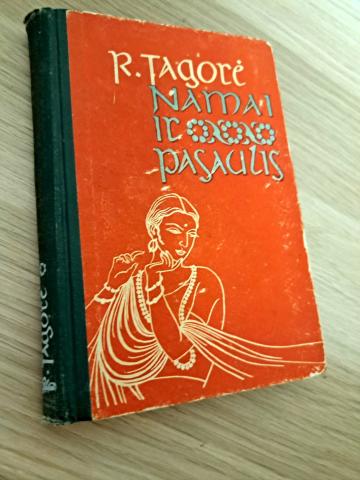 R. Tagorė
Namai
ir
pasaulis
R. Tagorė